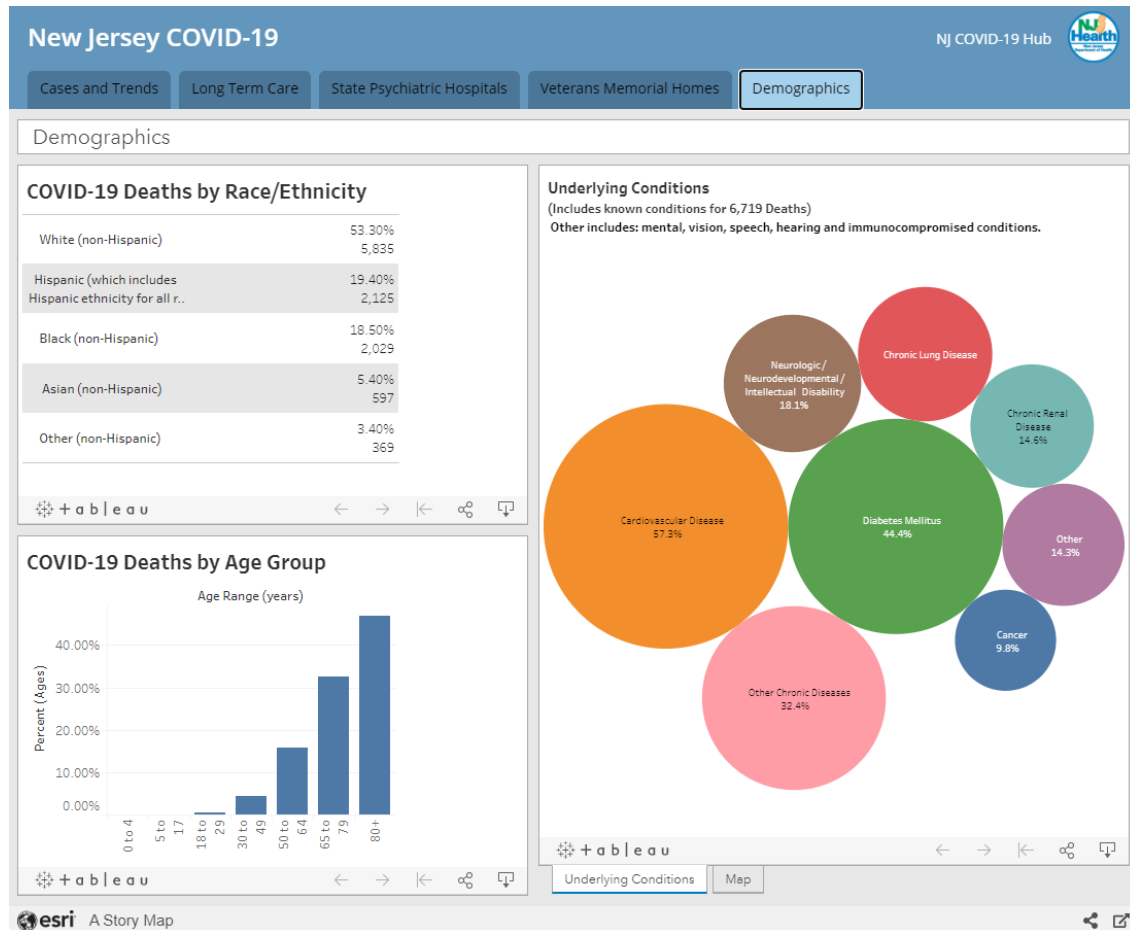 New Jersey COVID-19
NJ COVID-19 Hub
NJ
Health
Cases and Trends
Long Term Care
State Psychiatric Hospitals
Veterans Memorial Homes
Demographics
Demographics
COVID-19 Deaths by Race/Ethnicity
White (non-Hispanic)
53.30%
5,835
Hispanic (which includes
Hispanic ethnicity for all r..
19.40%
2,125
Black (non-Hispanic)
18.50%
2,029
Asian (non-Hispanic)
5.40%
597
Other (non-Hispanic)
3.40%
369
+ableau
COVID-19 Deaths by Age Group
Age Range (years)
Percent (Ages)
40.00%
30.00%
20.00%
10.00%
0.00%
0 to 4
5 to
17
18 to
29
30 to
49
50 to
64
65 to
79
80+
+ableau
Underlying Conditions
(Includes known conditions for 6,719 Deaths)
Other includes: mental, vision, speech, hearing and immunocompromised conditions.
Chronic Lung Disease
Neurologic/
Neurodevelopmental/
Intellectual Disability
18.1%
Chronic Renal
Disease
14.6%
Cardiovascular Disease
57.3%
Diabetes Mellitus
44.4%
Other
14.3%
Cancer
9.8%
Other Chronic Diseases
32.4%
+ableau
Underlying Conditions
Map
esri
A Story Map